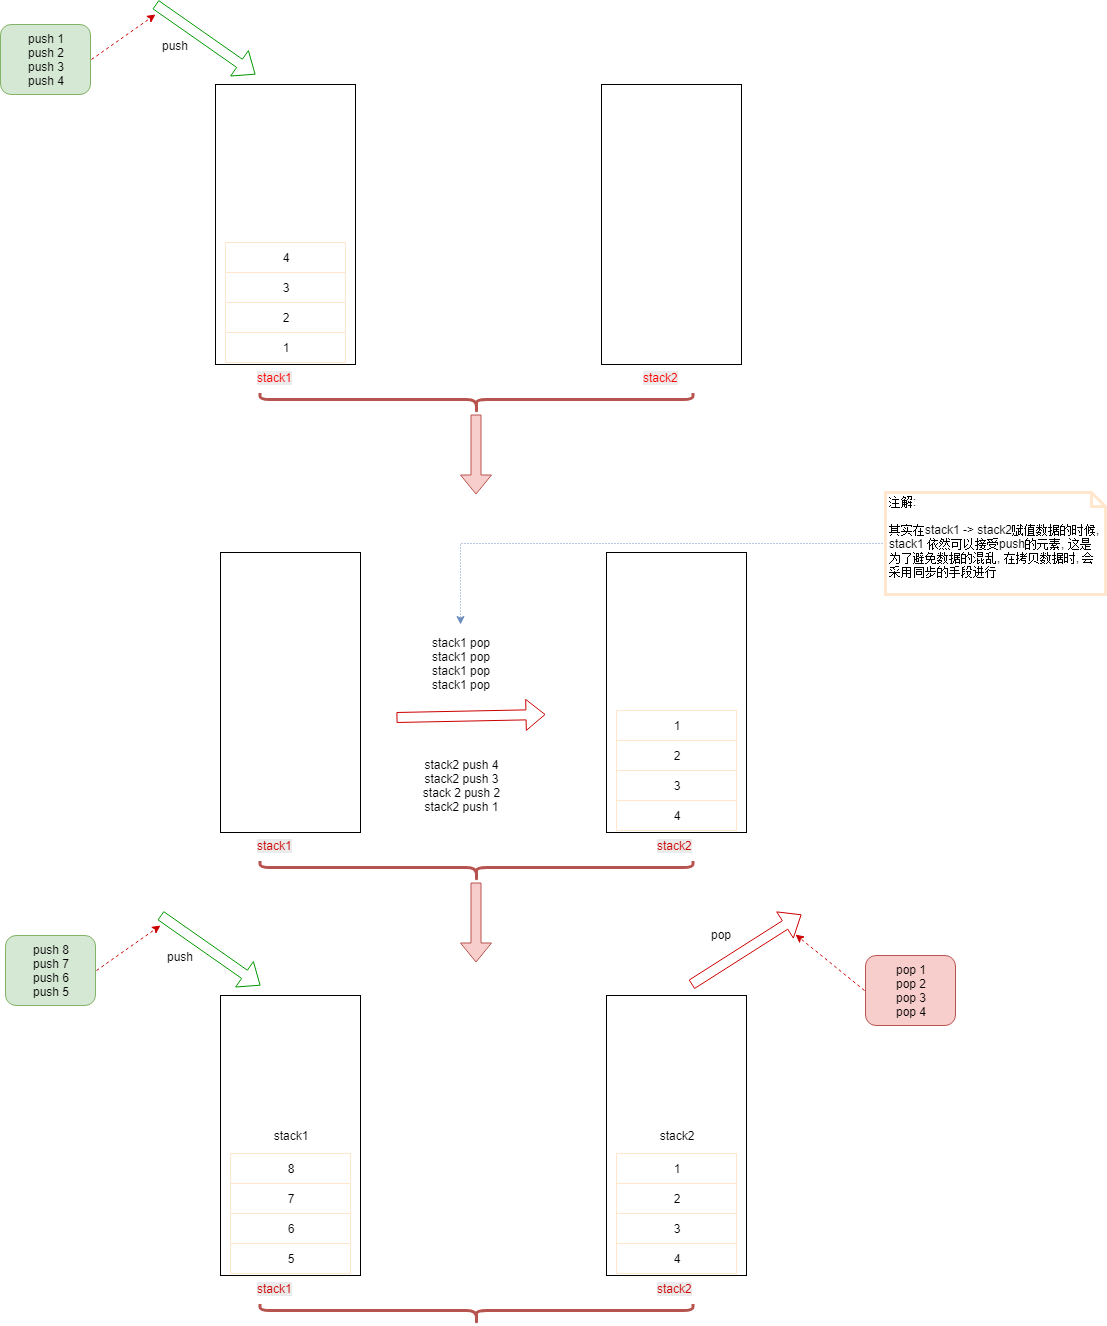 push 1
push 2
push 3
push 4
push
4
3
2
1
stack1
stack2
注解:
其实在stack1 -> stack2赋值数据的时候,
stack1 依然可以接受push的元素, 这是
为了避免数据的混乱, 在拷贝数据时, 会
采用同步的手段进行
stack1 pop
stack1 pop
stack1 pop
stack1 pop
stack2 push 4
stack2 push 3
stack 2 push 2
stack2 push 1
1
2
3
4
stack1
stack2
push 8
push 7
push 6
push 5
push
pop
pop 1
pop 2
pop 3
pop 4
stack1
8
7
6
5
stack1
stack2
1
2
3
4
stack2